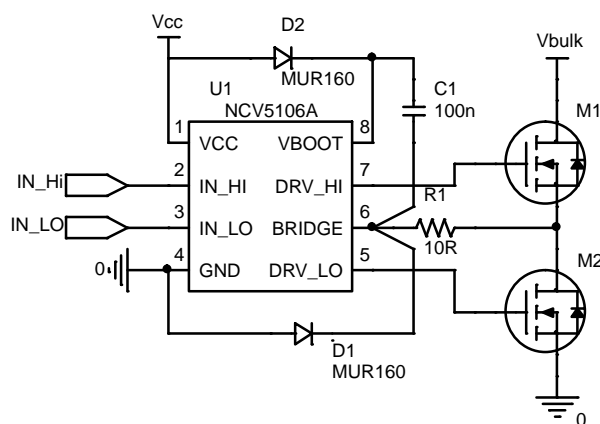 Vcc
D2
MUR160
Vbulk
U1
NCV5106A
C1
100n
M1
1
VCC
VBOOT
8
2
IN_Hi
IN_HI
DRV_HI
7
3
IN_LO
IN_LO
BRIDGE
6
R1
10R
4
0
GND
DRV_LO
5
M2
D1
MUR160
0